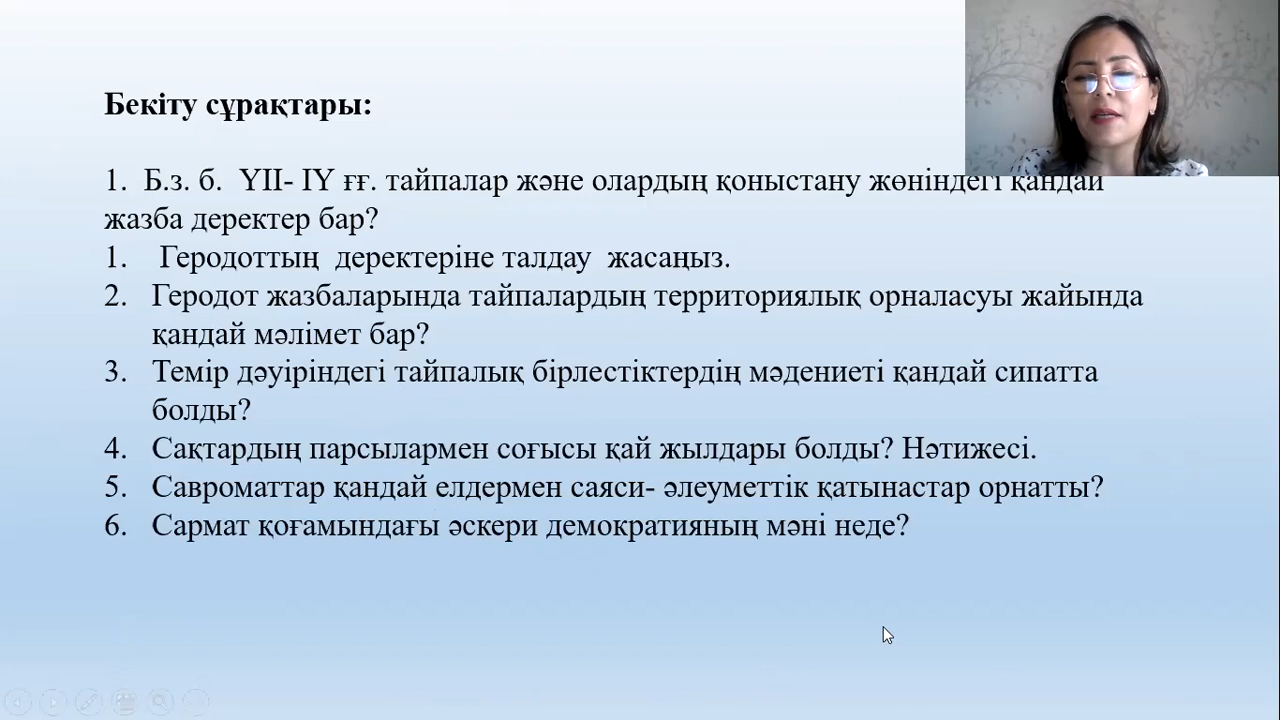 Бекіту сұрақтары:
1. Б.з. б. ҮІІ- ІҮ ғғ. тайпалар және олардың қоныстану жөніндегі қандай
жазба деректер бар?
1. Геродоттың деректеріне талдау жасаңыз.
2. Геродот жазбаларында тайпалардың территориялық орналасуы жайында
қандай мәлімет бар?
3. Темір дәуіріндегі тайпалық бірлестіктердің мәдениеті қандай сипатта
болды?
4. Сақтардың парсылармен соғысы қай жылдары болды? Нәтижесі.
5. Савроматтар қандай елдермен саяси- әлеуметтік қатынастар орнатты?
6. Сармат қоғамындағы әскери демократияның мәні неде?